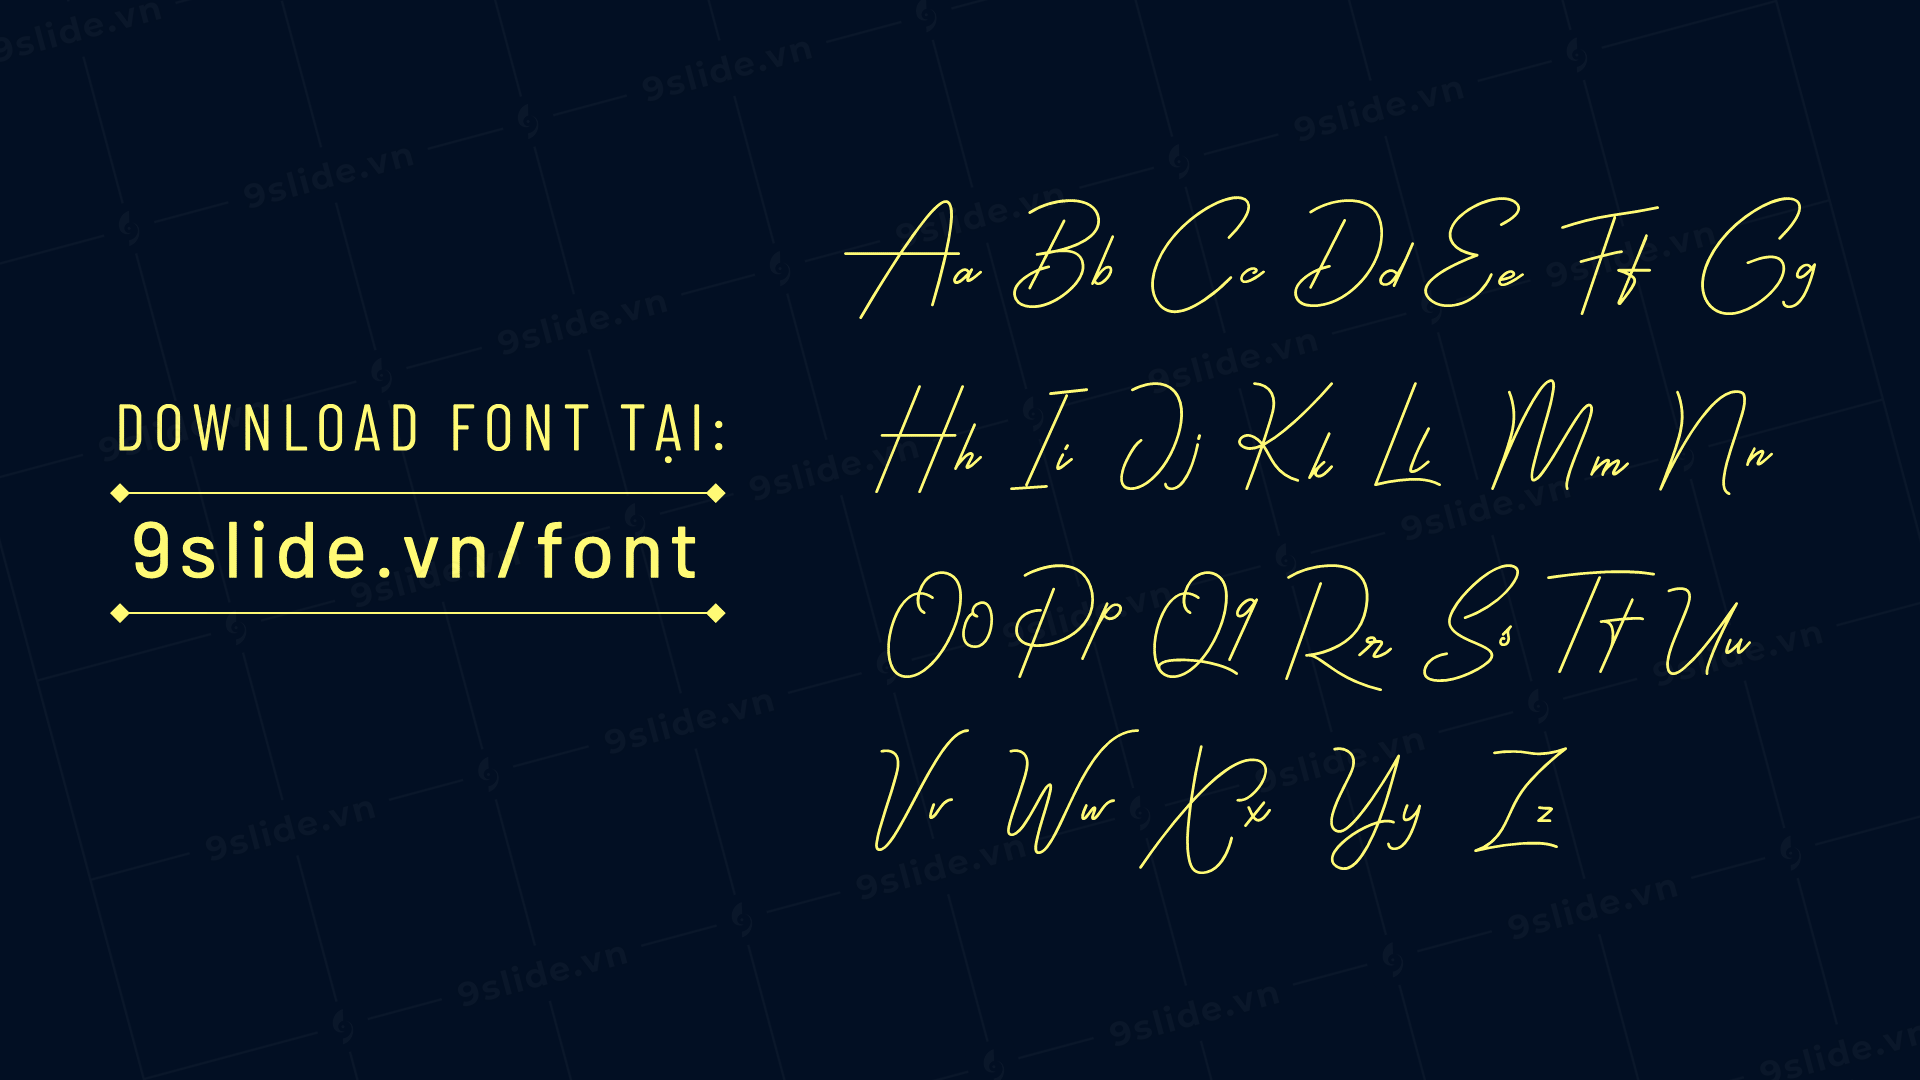 DOWNLOAD FONT TẠI:
9slide.vn/font
Aa Bb Cc Dd Ee Ff Gg
Hh Ii Jj Kk Ll Mm Nn
Oo Pp Qq Rr Ss Tt Uu
Vv Ww Xx Yy Zz